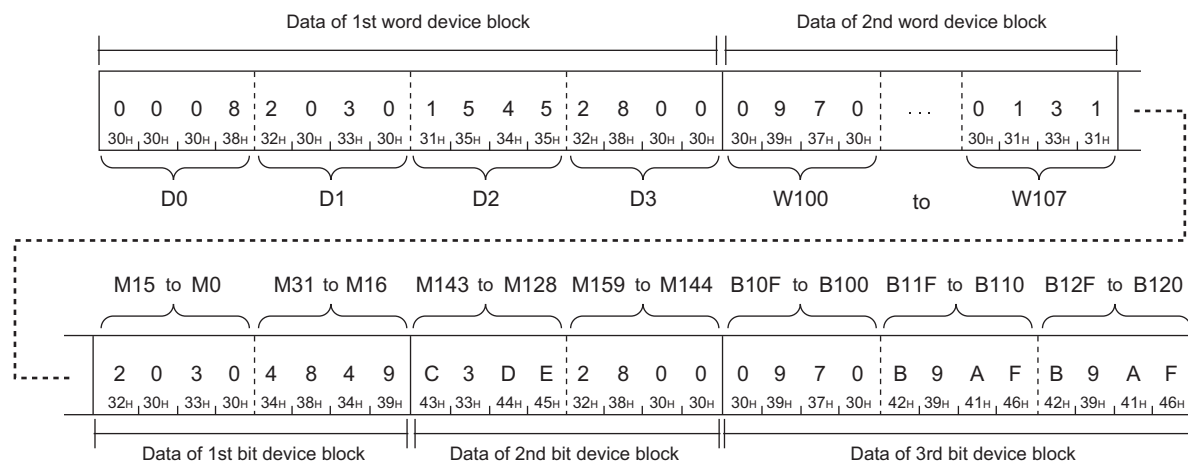 Data of 1st word device block Data of 2nd word device block
0 0 0 8 2 0 3 0 1 5 4 5 2 8 0 0 0 9 7 0 ... 0 1 3 1
30H 30H 30H 38H 32H 30H 33H 30H 31H 35H 34H 35H 32H 38H 30H 30H 30H 39H 37H 30H 30H 31H 33H 31H
D0 D1 D2 D3 W100 to W107
M15 to M0 M31 to M16 M143 to M128 M159 to M144 B10F to B100 B11F to B110 B12F to B120
2 0 3 0 4 8 4 9 C 3 D E 2 8 0 0 0 9 7 0 B 9 A F B 9 A F
32H 30H 33H 30H 34H 38H 34H 39H 43H 33H 44H 45H 32H 38H 30H 30H 30H 39H 37H 30H 42H 39H 41H 46H 42H 39H 41H 46H
Data of 1st bit device block Data of 2nd bit device block Data of 3rd bit device block